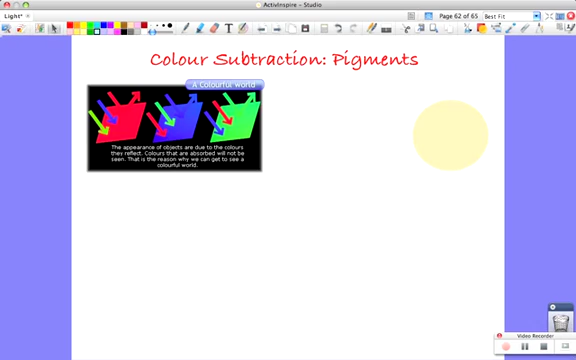 ActivInspire – Studio
Light*
Page 62 of 65
Best Fit
Colour Subtraction: Pigments
A Colourful world
The appearance of objects are due to the colours
they reflect. Colours that are absorbed will not be
seen. That is the reason why we can get to see a
colourful world.
Video Recorder